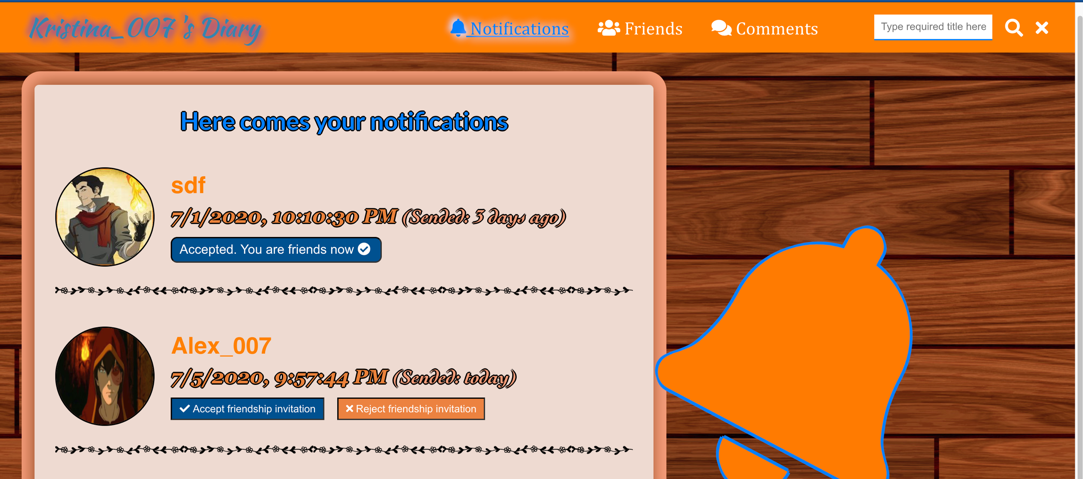 Kristina_007 's Diary
Notifications
Friends
Comments
Type required title here
Here comes your notifications
sdf
7/1/2020, 10:10:30 PM (Sended: 3 days ago)
Accepted. You are friends now
Alex_007
7/5/2020, 9:57:44 PM (Sended: today)
Accept friendship invitation
Reject friendship invitation